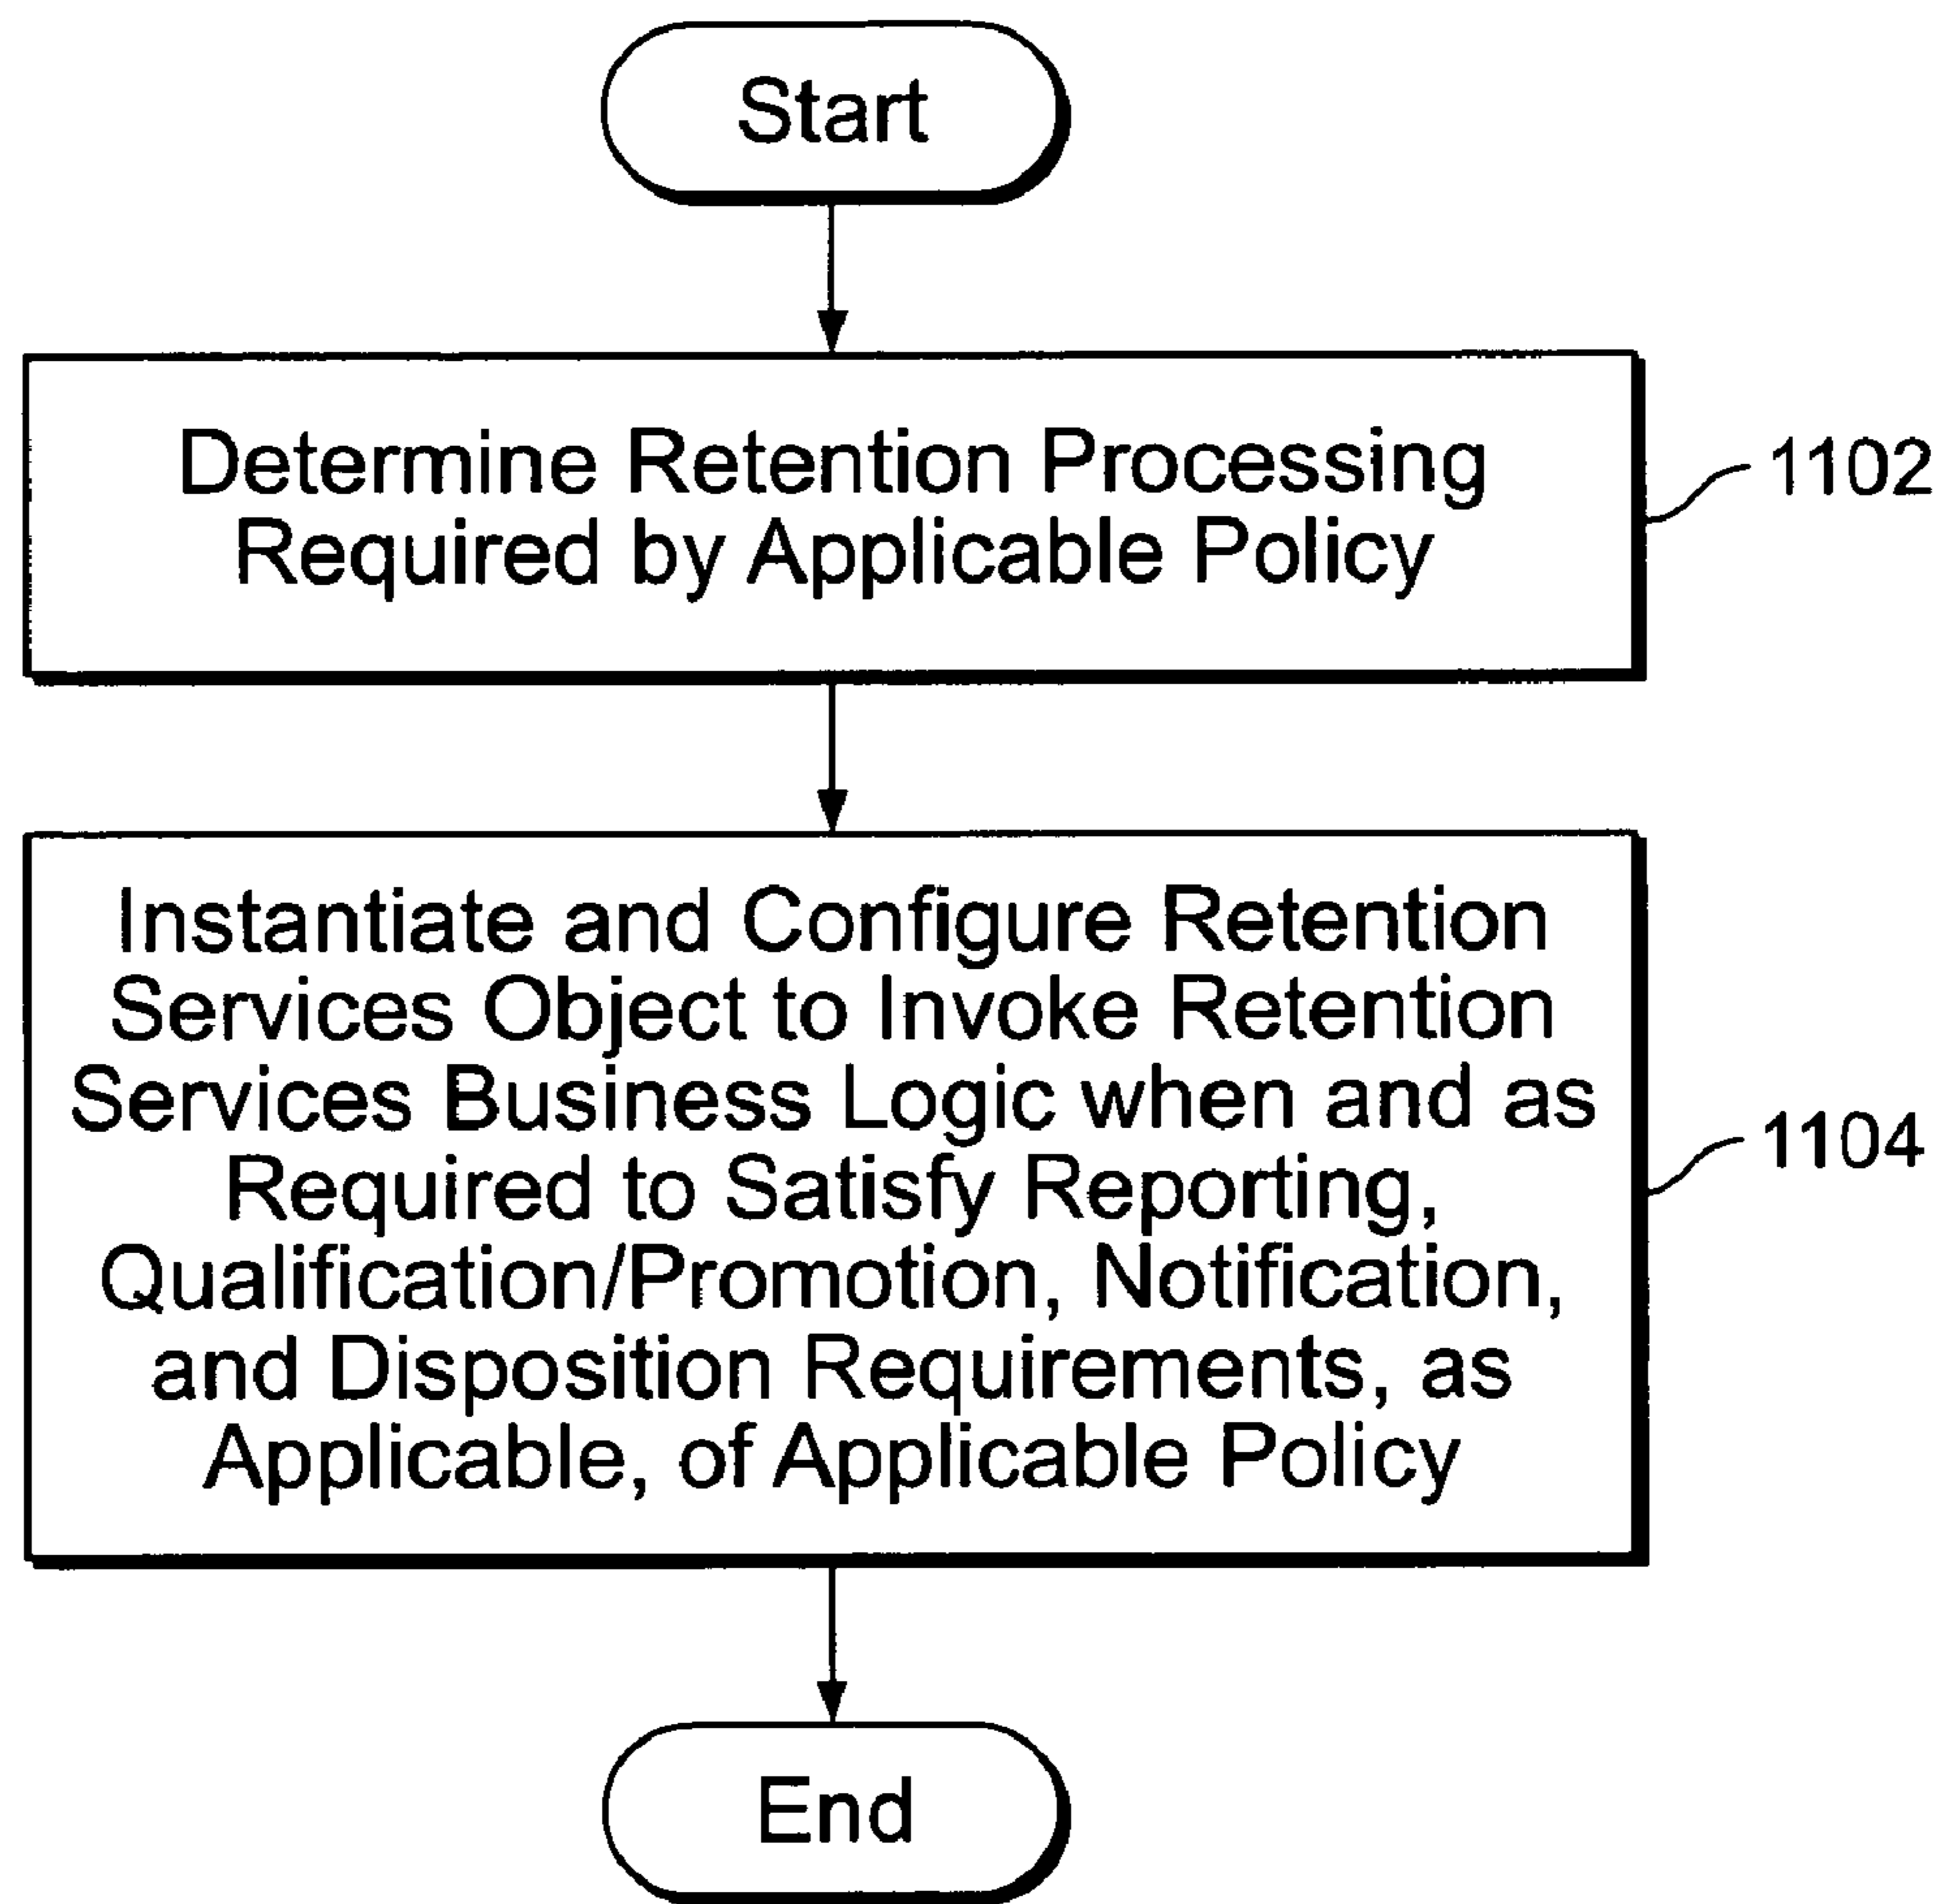 Start
Determine Retention Processing
Required by Applicable Policy
1102
Instantiate and Configure Retention
Services Object to Invoke Retention
Services Business Logic when and as
Required to Satisfy Reporting,
Qualification/Promotion, Notification,
and Disposition Requirements, as
Applicable, of Applicable Policy
1104
End